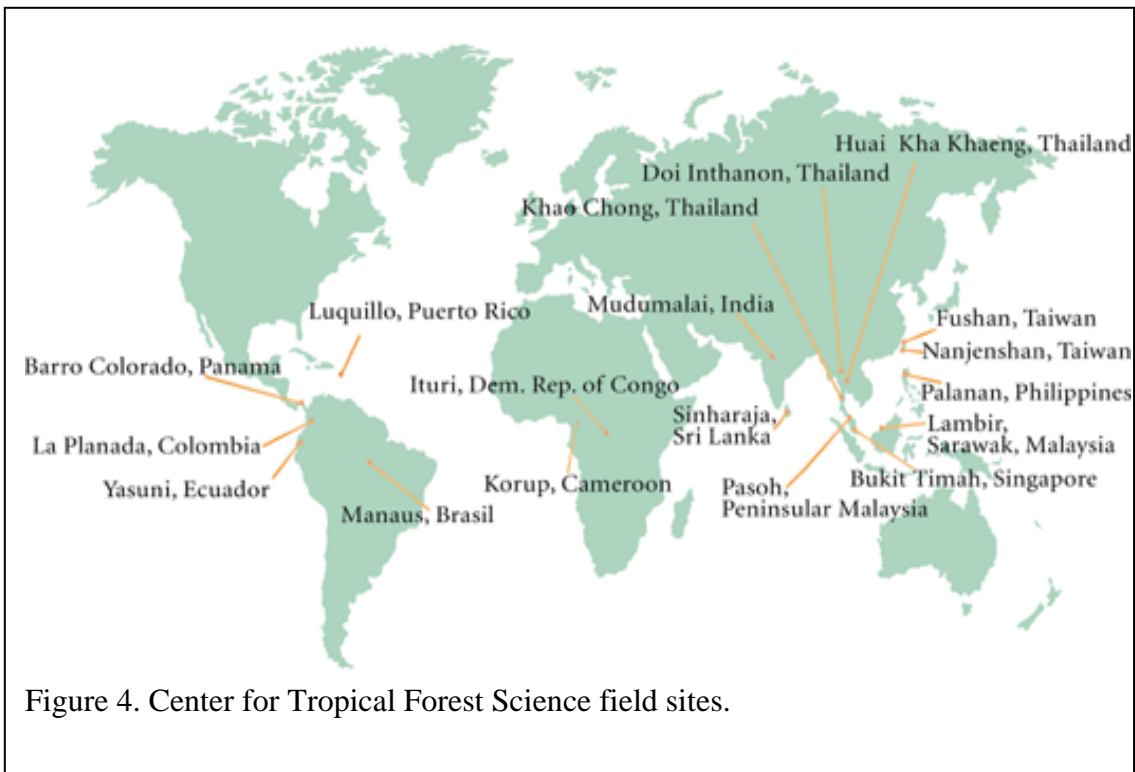 Huai Kha Khaeng, Thailand
Doi Inthanon, Thailand
Khao Chong, Thailand
Mudumalai, India
Luquillo, Puerto Rico
Fushan, Taiwan
Nanjenshan, Taiwan
Barro Colorado, Panama
Ituri, Dem. Rep. of Congo
Palanan, Philippines
Sinharaja,
Sri Lanka
Lambir,
Sarawak, Malaysia
La Planada, Colombia
Yasuni, Ecuador
Korup, Cameroon
Bukit Timah, Singapore
Pasoh,
Peninsular Malaysia
Manaus, Brasil
Figure 4. Center for Tropical Forest Science field sites.